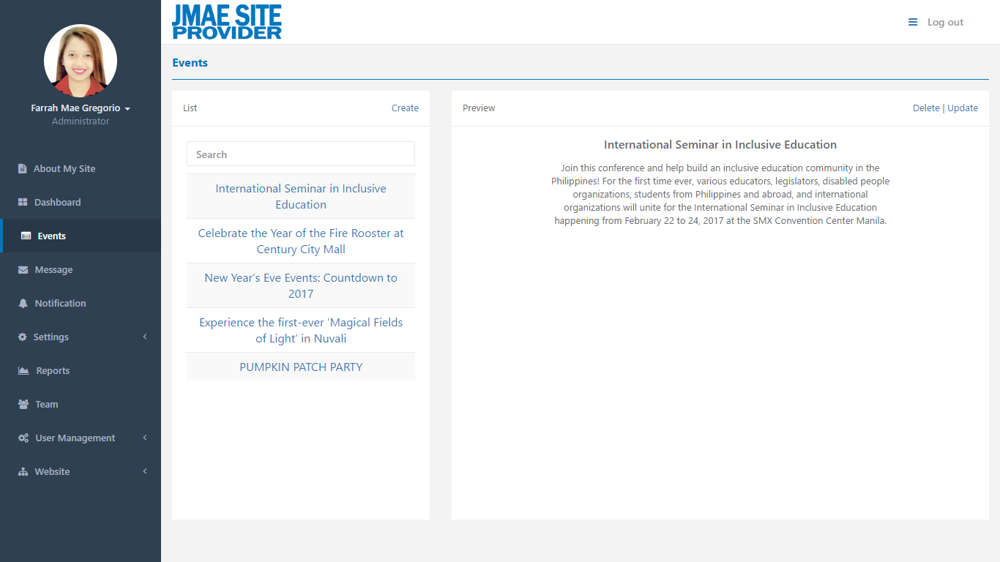 JMAE SITE
PROVIDER
Log out
Farrah Mae Gregorio
Administrator
About My Site
Dashboard
Events
Message
Notification
Settings
Reports
Team
User Management
Website
Events
List
Create
Search
International Seminar in Inclusive
Education
Celebrate the Year of the Fire Rooster at
Century City Mall
New Year’s Eve Events: Countdown to
2017
Experience the first-ever ‘Magical Fields
of Light’ in Nuvali
PUMPKIN PATCH PARTY
Preview
Delete | Update
International Seminar in Inclusive Education
Join this conference and help build an inclusive education community in the
Philippines! For the first time ever, various educators, legislators, disabled people
organizations, students from Philippines and abroad, and international
organizations will unite for the International Seminar in Inclusive Education
happening from February 22 to 24, 2017 at the SMX Convention Center Manila.